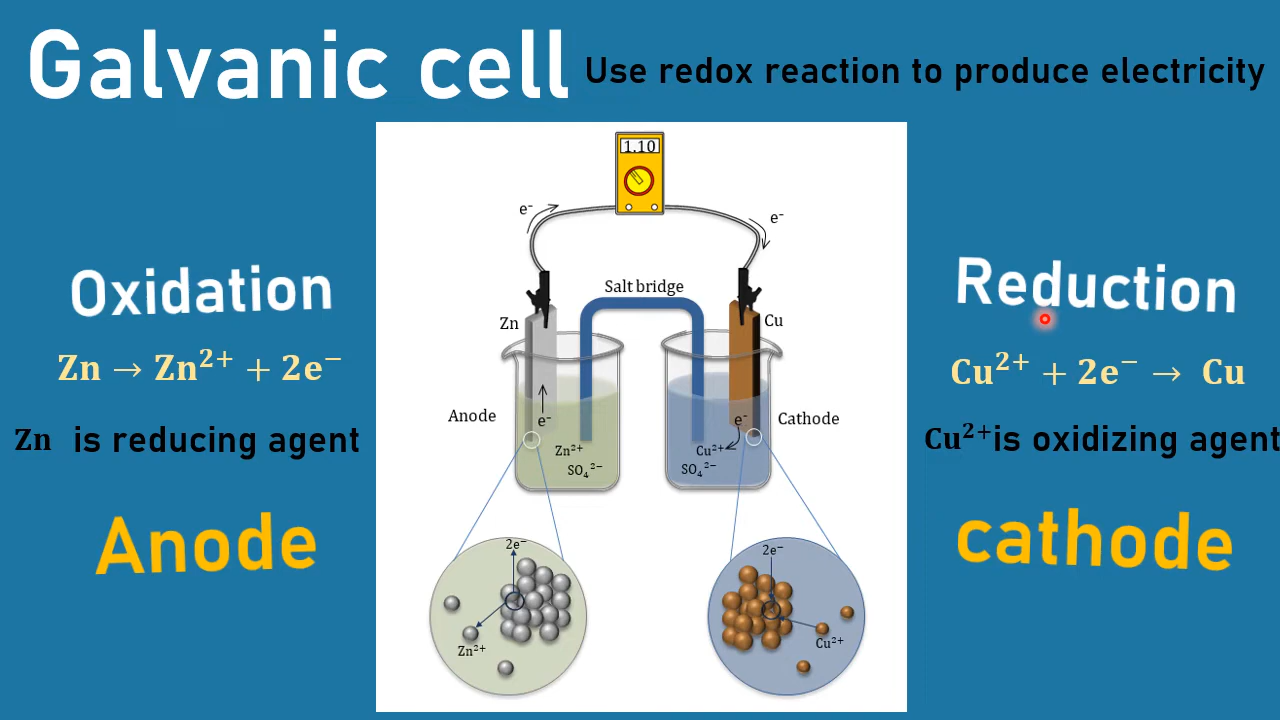 Galvanic cell
Use redox reaction to produce electricity
1.10
e⁻
e⁻
Salt bridge
Zn
Cu
Oxidation
Zn → Zn²⁺ + 2e⁻
Zn is reducing agent
Anode
Reduction
Cu²⁺ + 2e⁻ → Cu
Cu²⁺is oxidizing agent
cathode
Anode
e⁻
Zn²⁺
SO₄²⁻
e⁻
Cathode
Cu²⁺
SO₄²⁻
2e⁻
Zn²⁺
2e⁻
Cu²⁺